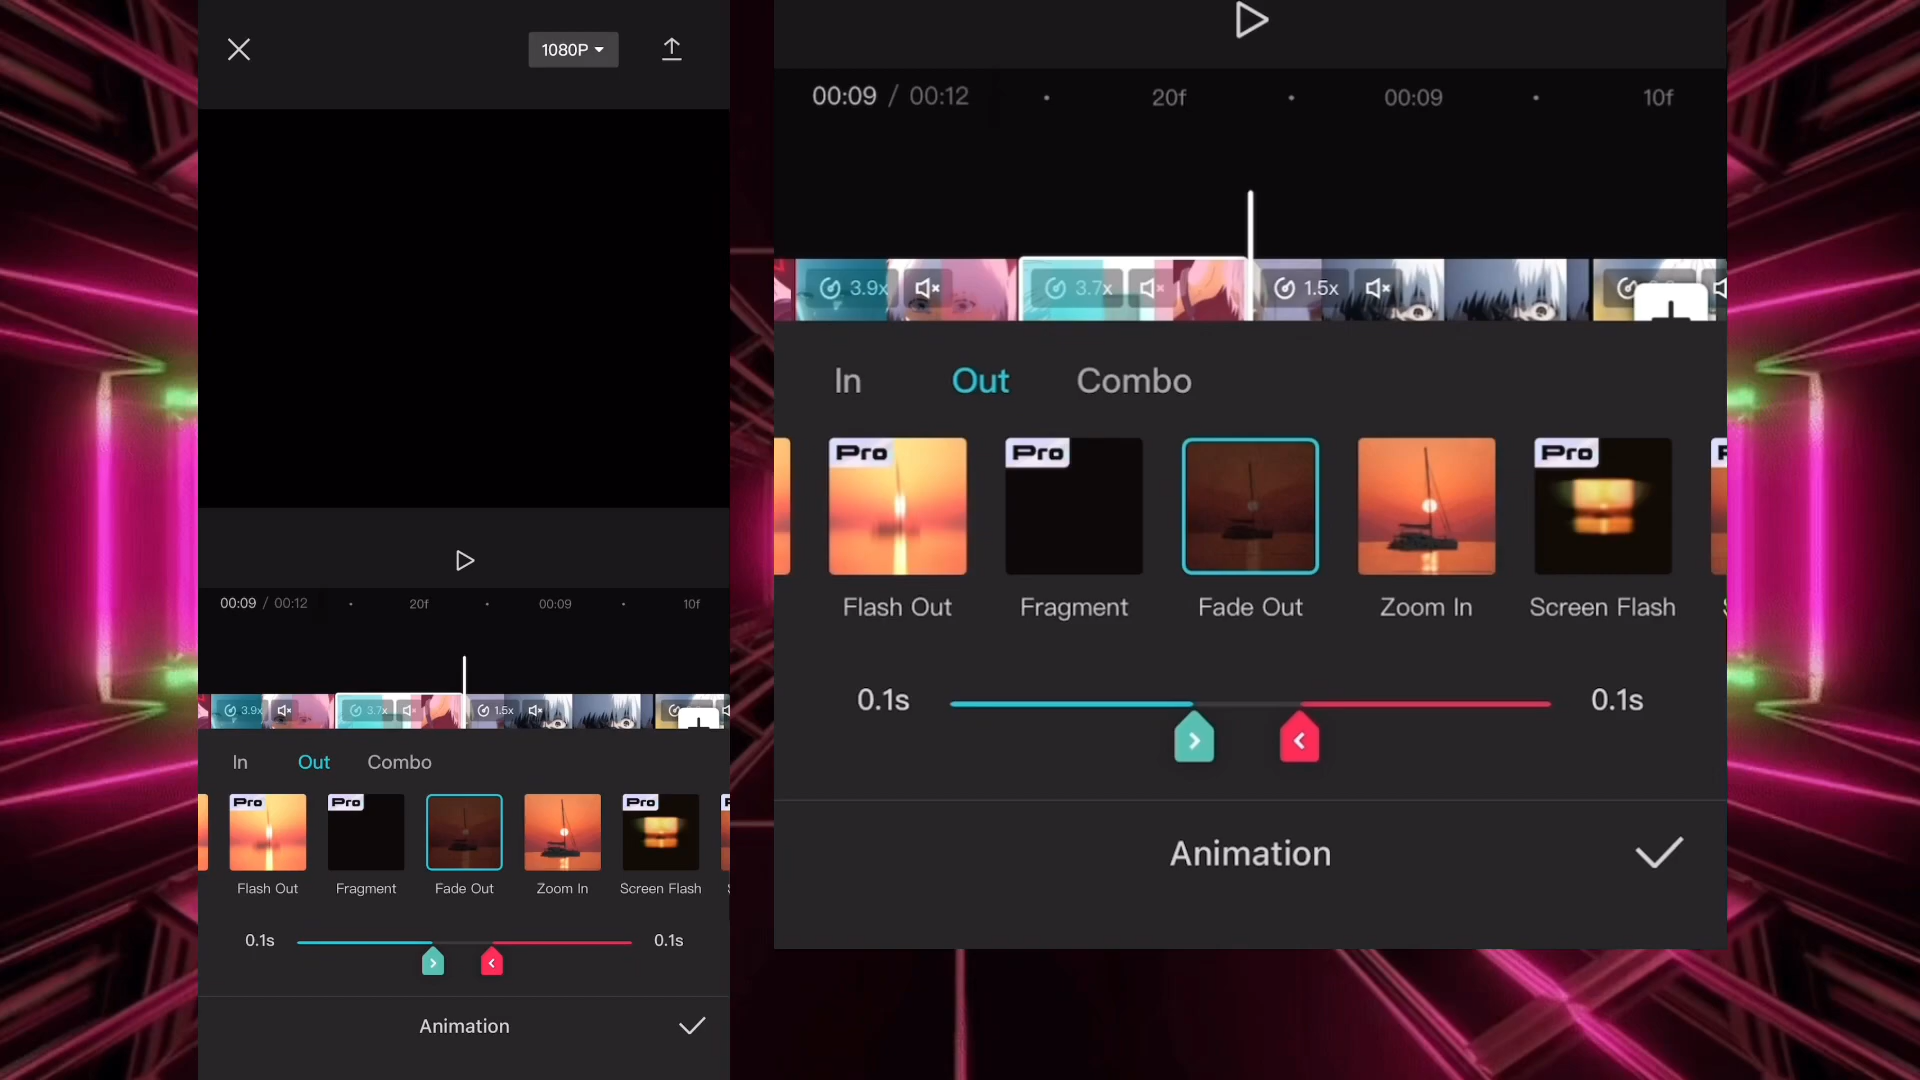 1080P
00:09 / 00:12 20f 00:09 10f
3.9x 3.7x 1.5x
In Out Combo
Pro Pro Pro
Flash Out Fragment Fade Out Zoom In Screen Flash
0.1s 0.1s
Animation
00:09 / 00:12 20f 00:09 10f
3.9x 3.7x 1.5x
In Out Combo
Pro Pro Pro
Flash Out Fragment Fade Out Zoom In Screen Flash
0.1s 0.1s
Animation